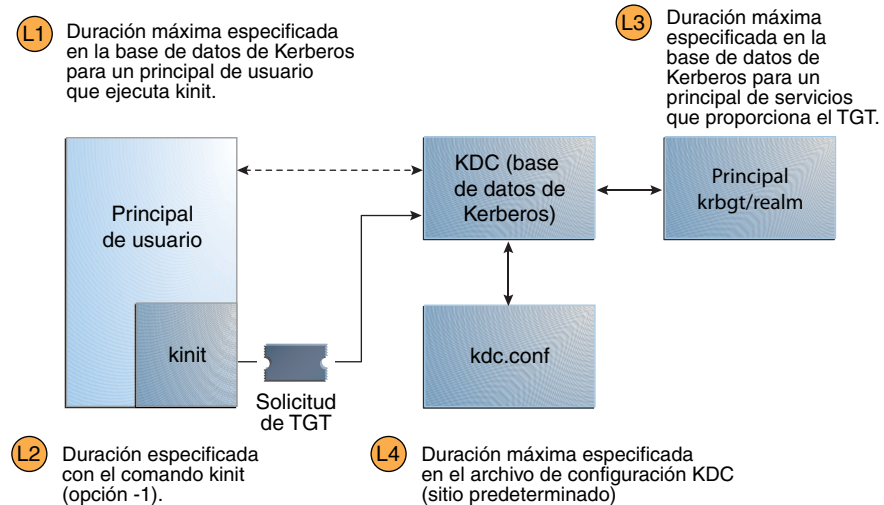 L1
Duración máxima especificada
en la base de datos de Kerberos
para un principal de usuario
que ejecuta kinit.
L3
Duración máxima
especificada en la
base de datos de
Kerberos para un
principal de servicios
que proporciona el TGT.
Principal
de usuario
kinit
Solicitud
de TGT
KDC (base
de datos de
Kerberos)
Principal
krbgt/realm
kdc.conf
L2
Duración especificada
con el comando kinit
(opción -1).
L4
Duración máxima especificada
en el archivo de configuración KDC
(sitio predeterminado)